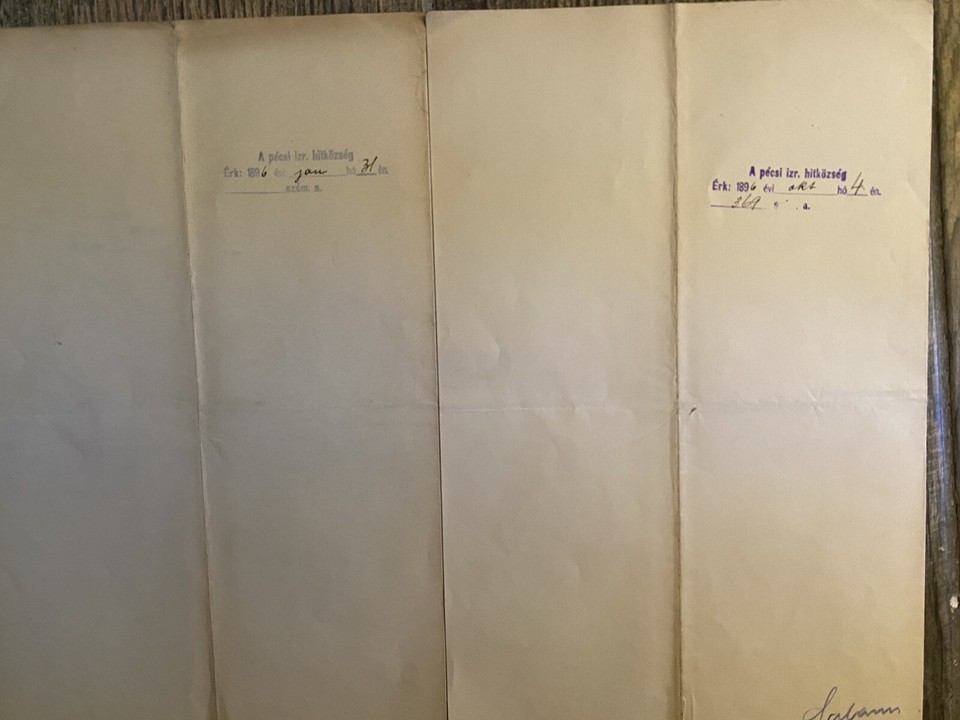 A pécsi izr. hitközség
Érk: 1896 évi jan hó 31 én.
szám. a.
A pécsi izr. hitközség
Érk: 1896 évi okt hó 4 én.
369 a.